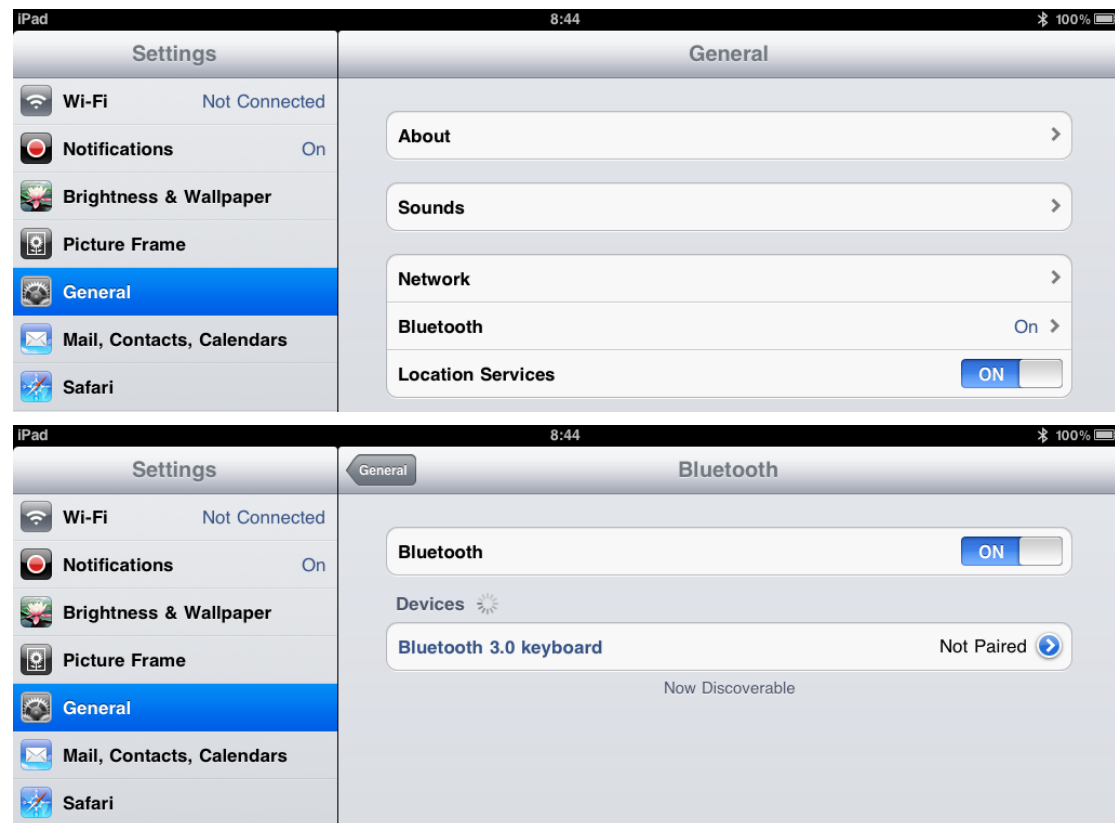 iPad 8:44 100%
Settings General
Wi-Fi Not Connected
Notifications On
Brightness & Wallpaper
Picture Frame
General
Mail, Contacts, Calendars
Safari
About
Sounds
Network
Bluetooth On
Location Services ON
iPad 8:44 100%
Settings General Bluetooth
Wi-Fi Not Connected
Notifications On
Brightness & Wallpaper
Picture Frame
General
Mail, Contacts, Calendars
Safari
Bluetooth ON
Devices
Bluetooth 3.0 keyboard Not Paired
Now Discoverable